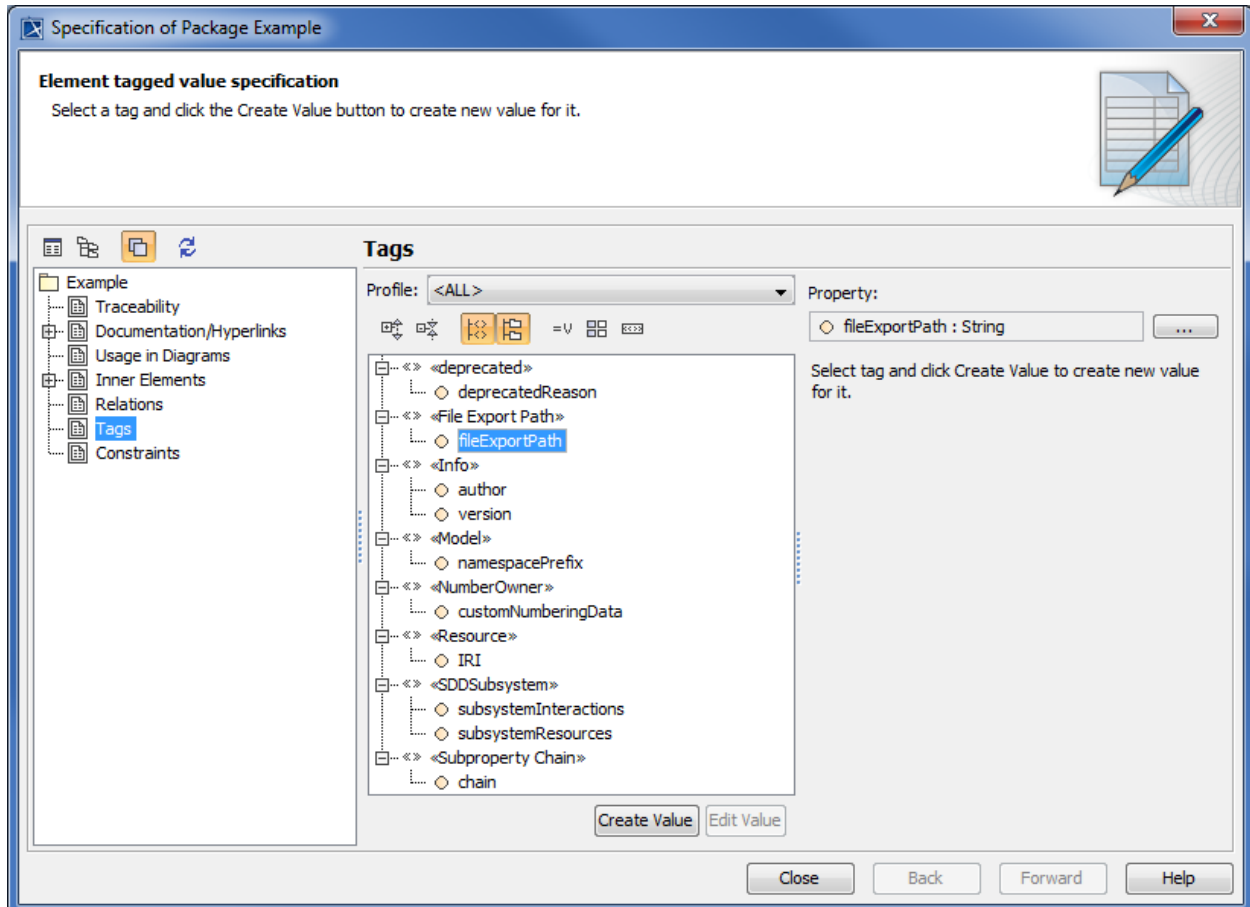 Specification of Package Example
x
Element tagged value specification
Select a tag and click the Create Value button to create new value for it.
Example
Traceability
Documentation/Hyperlinks
Usage in Diagrams
Inner Elements
Relations
Tags
Constraints
Tags
Profile: <ALL>
=V
«» «deprecated»
deprecatedReason
«» «File Export Path»
fileExportPath
«» «Info»
author
version
«» «Model»
namespacePrefix
«» «NumberOwner»
customNumberingData
«» «Resource»
IRI
«» «SDDSubsystem»
subsystemInteractions
subsystemResources
«» «Subproperty Chain»
chain
Create Value Edit Value
Property:
fileExportPath : String ...
Select tag and click Create Value to create new value
for it.
Close Back Forward Help